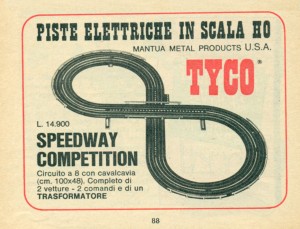 PISTE ELETTRICHE IN SCALA HO
MANTUA METAL PRODUCTS U.S.A.
TYCO®
L. 14.900
SPEEDWAY
COMPETITION
Circuito a 8 con cavalcavia
(cm. 100x48). Completo di
2 vetture - 2 comandi e di un
TRASFORMATORE
88